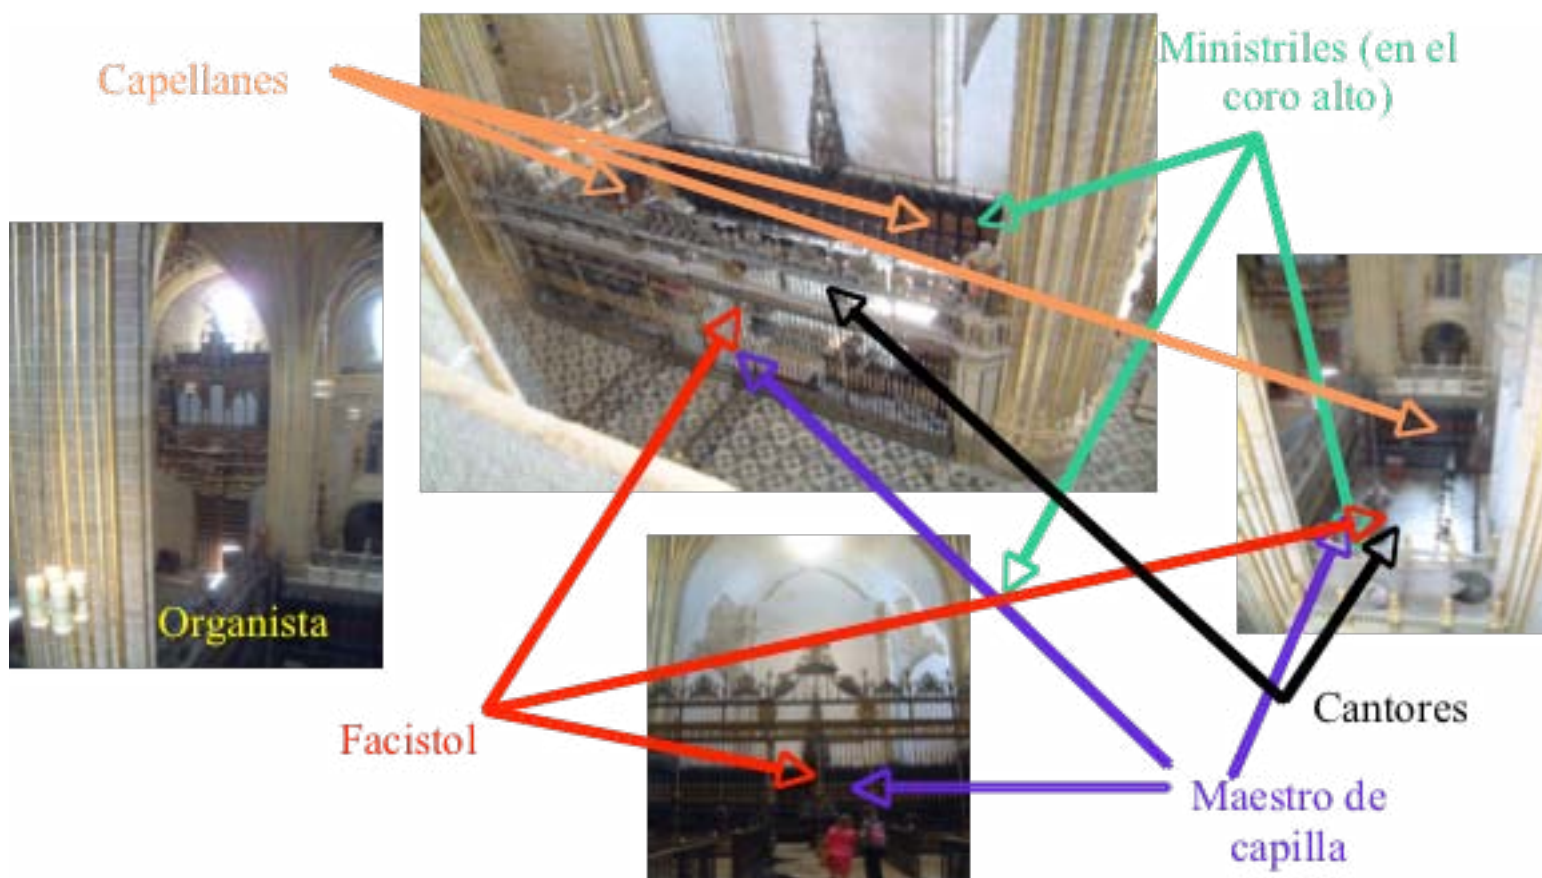 Capellanes
Ministriles (en el
coro alto)
Organista
Facistol
Cantores
Maestro de
capilla